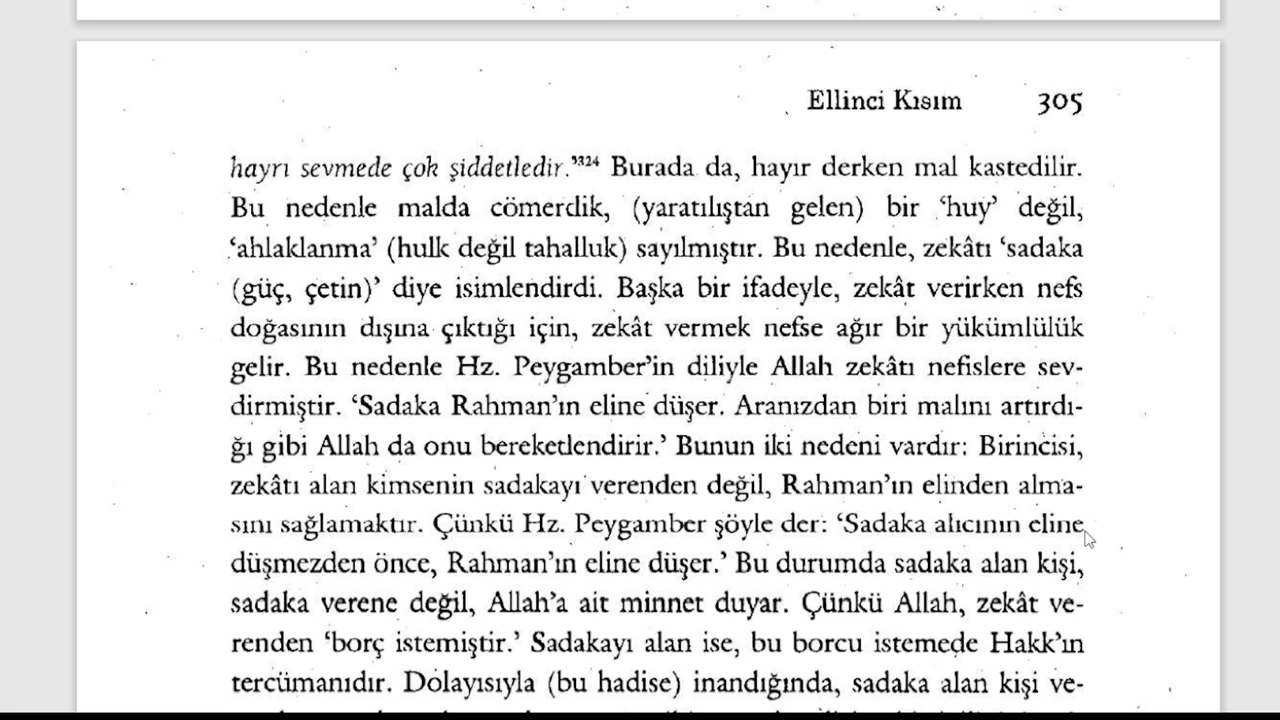 Ellinci Kısım 305
hayrı sevmede çok şiddetledir.”³²⁴ Burada da, hayır derken mal kastedilir.
Bu nedenle malda cömerdik, (yaratılıştan gelen) bir ‘huy’ değil,
‘ahlaklanma’ (hulk değil tahalluk) sayılmıştır. Bu nedenle, zekâtı ‘sadaka
(güç, çetin)’ diye isimlendirdi. Başka bir ifadeyle, zekât verirken nefs
doğasının dışına çıktığı için, zekât vermek nefse ağır bir yükümlülük
gelir. Bu nedenle Hz. Peygamber’in diliyle Allah zekâtı nefislere sev-
dirmiştir. ‘Sadaka Rahman’ın eline düşer. Aranızdan biri malını artırdı-
ğı gibi Allah da onu bereketlendirir.’ Bunun iki nedeni vardır: Birincisi,
zekâtı alan kimsenin sadakayı verenden değil, Rahman’ın elinden alma-
sını sağlamaktır. Çünkü Hz. Peygamber şöyle der: ‘Sadaka alıcının eline
düşmezden önce, Rahman’ın eline düşer.’ Bu durumda sadaka alan kişi,
sadaka verene değil, Allah’a ait minnet duyar. Çünkü Allah, zekât ve-
renden ‘borç istemiştir.’ Sadakayı alan ise, bu borcu istemede Hakk’ın
tercümanıdır. Dolayısıyla (bu hadise) inandığında, sadaka alan kişi ve-